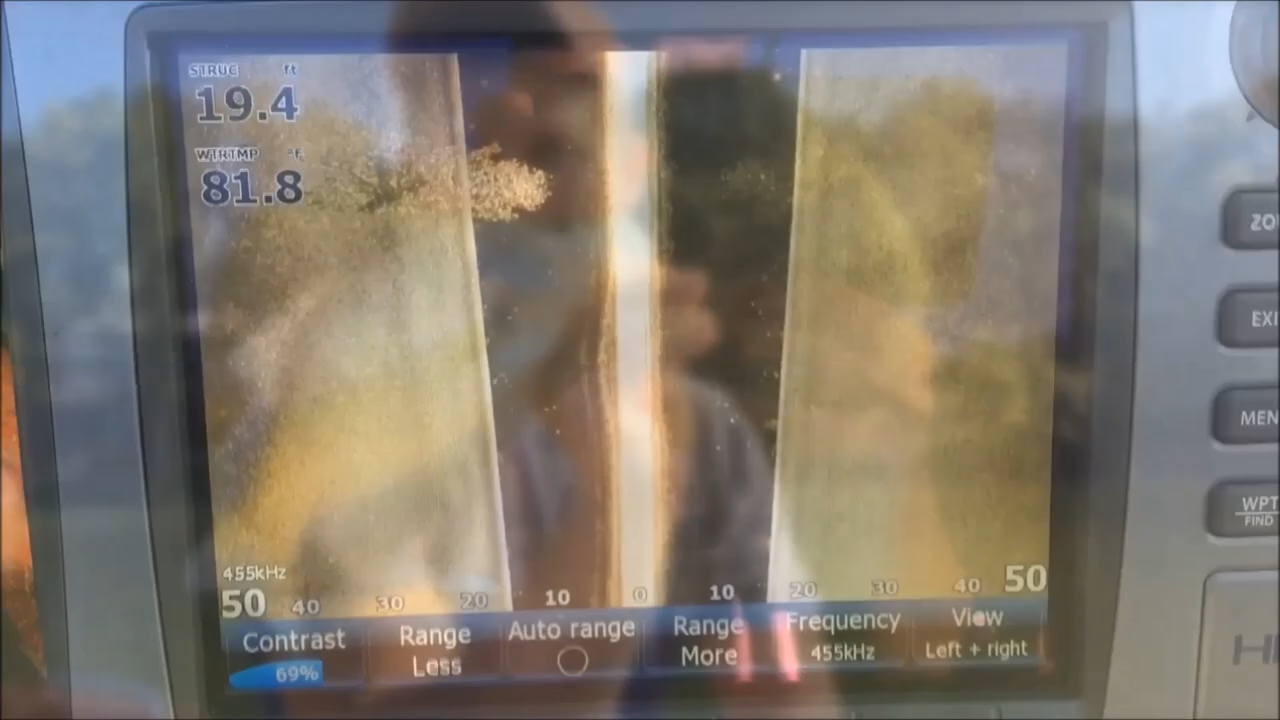 STRUC ft
19.4
WTRTMP °F
81.8
455kHz
50 40 30 20 10 0 10 20 30 40 50
Contrast Range Auto range Range Frequency View
69% Less More 455kHz Left + right
EXI
MEN
WPT
FIND